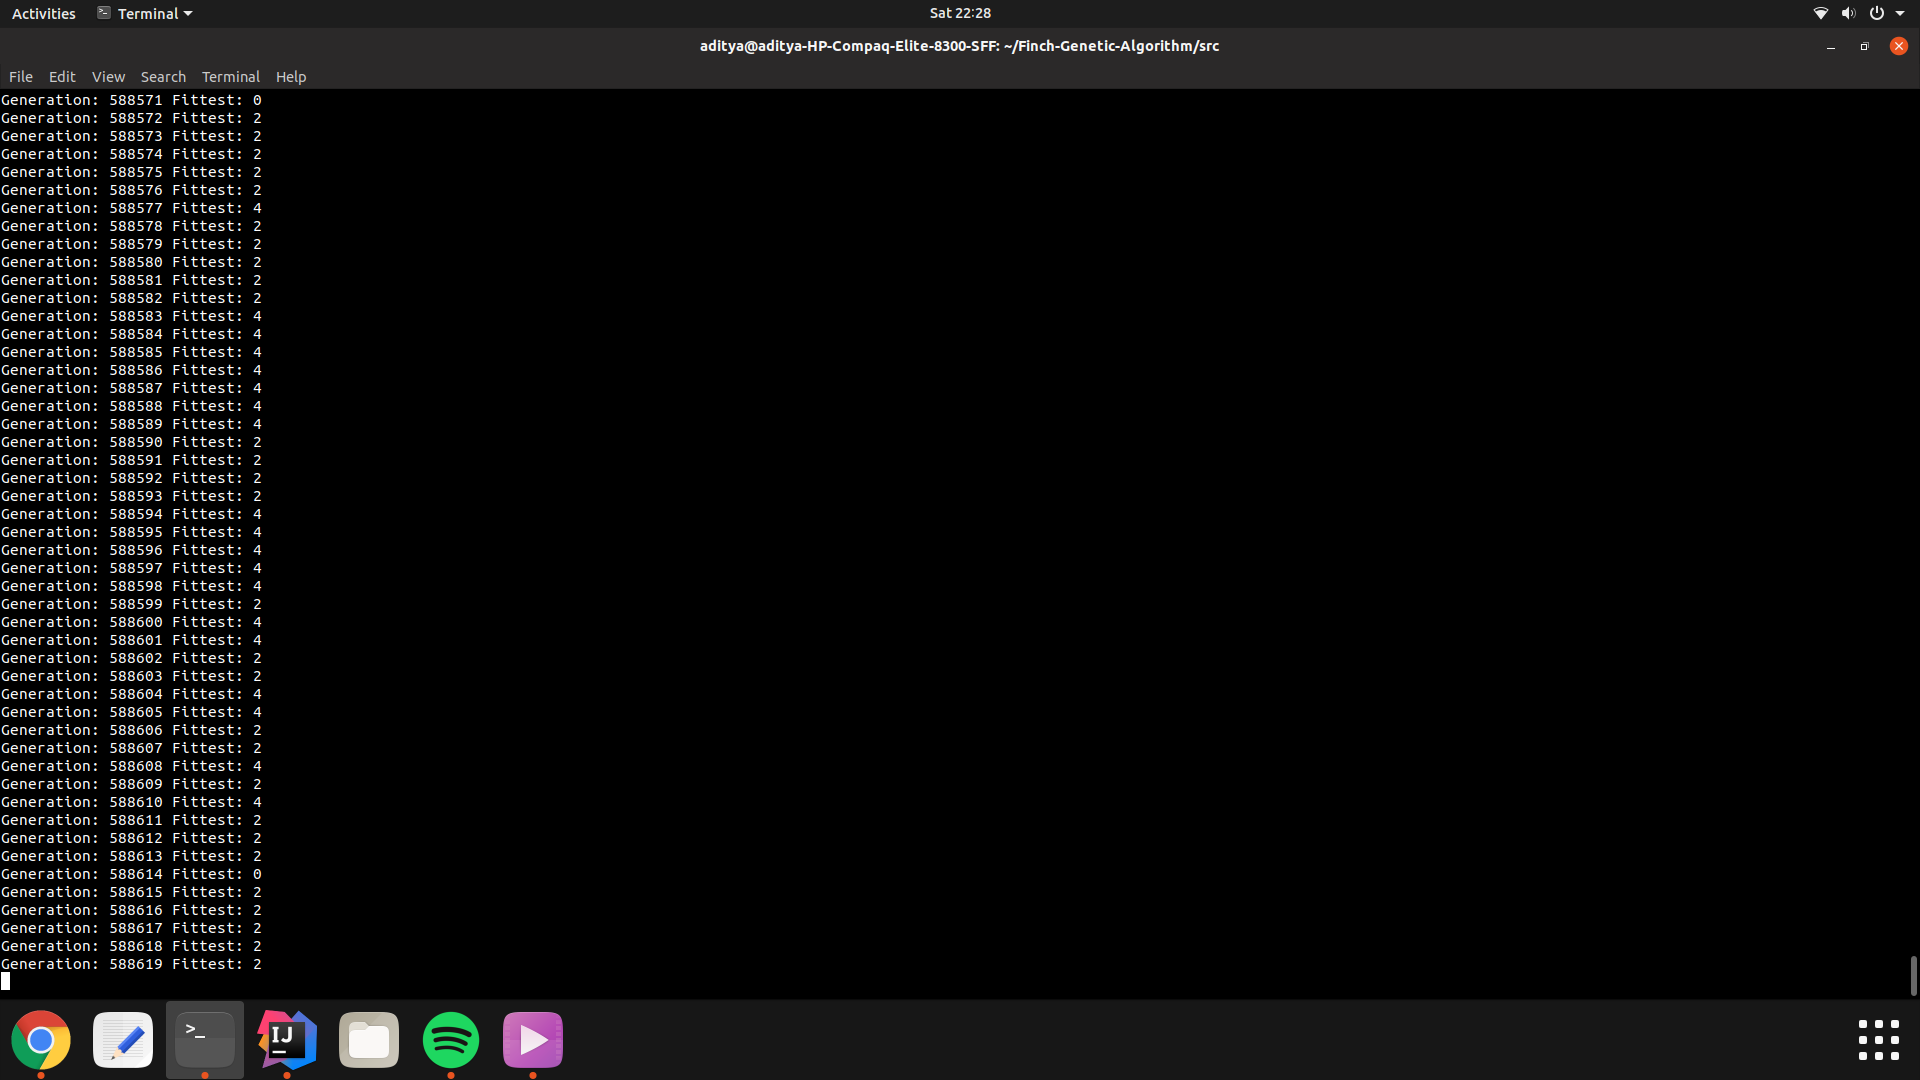 Activities Terminal Sat 22:28
aditya@aditya-HP-Compaq-Elite-8300-SFF: ~/Finch-Genetic-Algorithm/src
File Edit View Search Terminal Help
Generation: 588571 Fittest: 0
Generation: 588572 Fittest: 2
Generation: 588573 Fittest: 2
Generation: 588574 Fittest: 2
Generation: 588575 Fittest: 2
Generation: 588576 Fittest: 2
Generation: 588577 Fittest: 4
Generation: 588578 Fittest: 2
Generation: 588579 Fittest: 2
Generation: 588580 Fittest: 2
Generation: 588581 Fittest: 2
Generation: 588582 Fittest: 2
Generation: 588583 Fittest: 4
Generation: 588584 Fittest: 4
Generation: 588585 Fittest: 4
Generation: 588586 Fittest: 4
Generation: 588587 Fittest: 4
Generation: 588588 Fittest: 4
Generation: 588589 Fittest: 4
Generation: 588590 Fittest: 2
Generation: 588591 Fittest: 2
Generation: 588592 Fittest: 2
Generation: 588593 Fittest: 2
Generation: 588594 Fittest: 4
Generation: 588595 Fittest: 4
Generation: 588596 Fittest: 4
Generation: 588597 Fittest: 4
Generation: 588598 Fittest: 4
Generation: 588599 Fittest: 2
Generation: 588600 Fittest: 4
Generation: 588601 Fittest: 4
Generation: 588602 Fittest: 2
Generation: 588603 Fittest: 2
Generation: 588604 Fittest: 4
Generation: 588605 Fittest: 4
Generation: 588606 Fittest: 2
Generation: 588607 Fittest: 2
Generation: 588608 Fittest: 4
Generation: 588609 Fittest: 2
Generation: 588610 Fittest: 4
Generation: 588611 Fittest: 2
Generation: 588612 Fittest: 2
Generation: 588613 Fittest: 2
Generation: 588614 Fittest: 0
Generation: 588615 Fittest: 2
Generation: 588616 Fittest: 2
Generation: 588617 Fittest: 2
Generation: 588618 Fittest: 2
Generation: 588619 Fittest: 2
>_ IJ